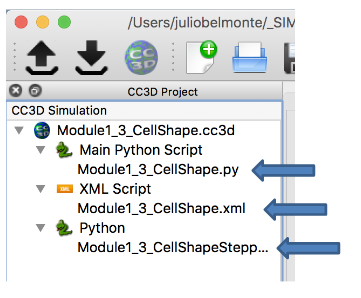 /Users/juliobelmonte/_SIM
CC3D
CC3D Project
CC3D Simulation
Module1_3_CellShape.cc3d
Main Python Script
Module1_3_CellShape.py
XML
XML Script
Module1_3_CellShape.xml
Python
Module1_3_CellShapeStepp...